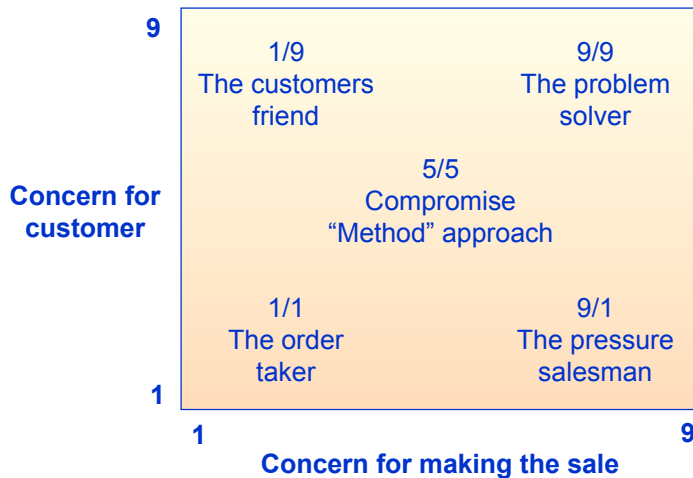 9
1/9
The customers
friend
9/9
The problem
solver
5/5
Compromise
“Method” approach
Concern for
customer
1/1
The order
taker
9/1
The pressure
salesman
1
1
9
Concern for making the sale